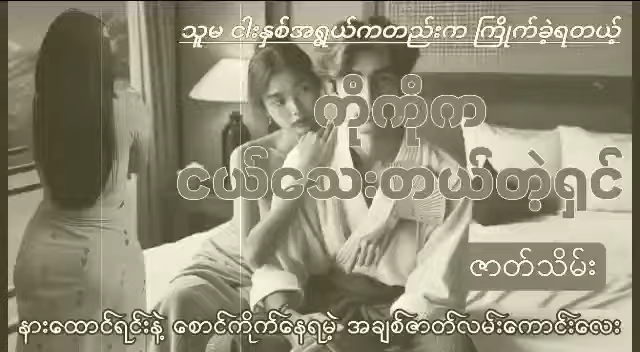 သူမ ငါးနှစ်အရွယ်ကတည်းက ကြိုက်ခဲ့ရတယ့်
ကိုကိုက
ငယ်သေးတယ်တဲ့ရှင်
ဇာတ်သိမ်း
နားထောင်ရင်းနဲ့ စောင်ကိုက်နေရမဲ့ အချစ်ဇာတ်လမ်းကောင်းလေး